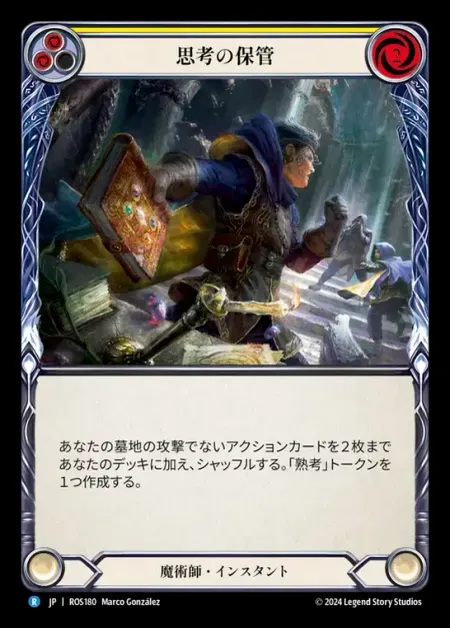 思考の保管
2
あなたの墓地の攻撃でないアクションカードを2枚まで
あなたのデッキに加え、シャッフルする。「熟考」トークンを
1つ作成する。
魔術師・インスタント
R JP | ROS180 Marco González © 2024 Legend Story Studios